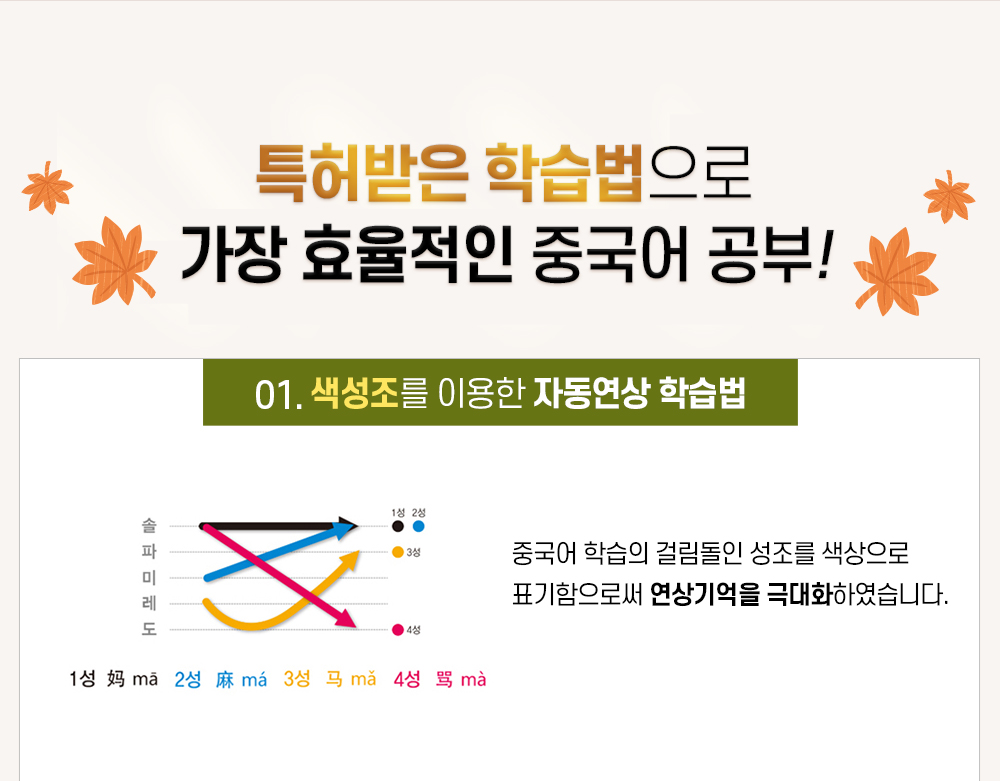 특허받은 학습법으로
가장 효율적인 중국어 공부!
01. 색성조를 이용한 자동연상 학습법
1성 2성
솔
파
3성
미
레
도
4성
중국어 학습의 걸림돌인 성조를 색상으로
표기함으로써 연상기억을 극대화하였습니다.
1성 妈 mā 2성 麻 má 3성 马 mǎ 4성 骂 mà